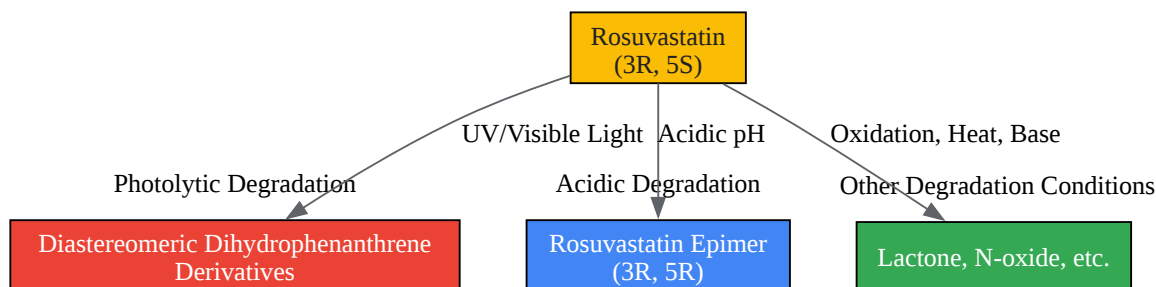 Rosuvastatin
(3R, 5S)
UV/Visible Light
Acidic pH
Oxidation, Heat, Base
Photolytic Degradation
Acidic Degradation
Other Degradation Conditions
Diastereomeric Dihydrophenanthrene
Derivatives
Rosuvastatin Epimer
(3R, 5R)
Lactone, N-oxide, etc.